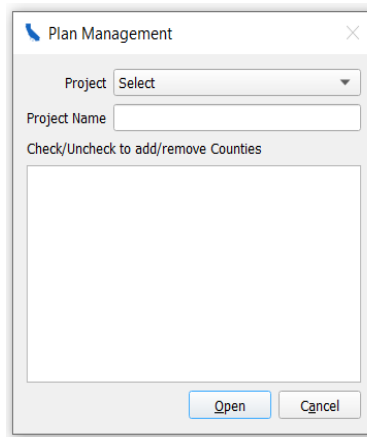 Plan Management
Project Select
Project Name
Check/Uncheck to add/remove Counties
Open Cancel